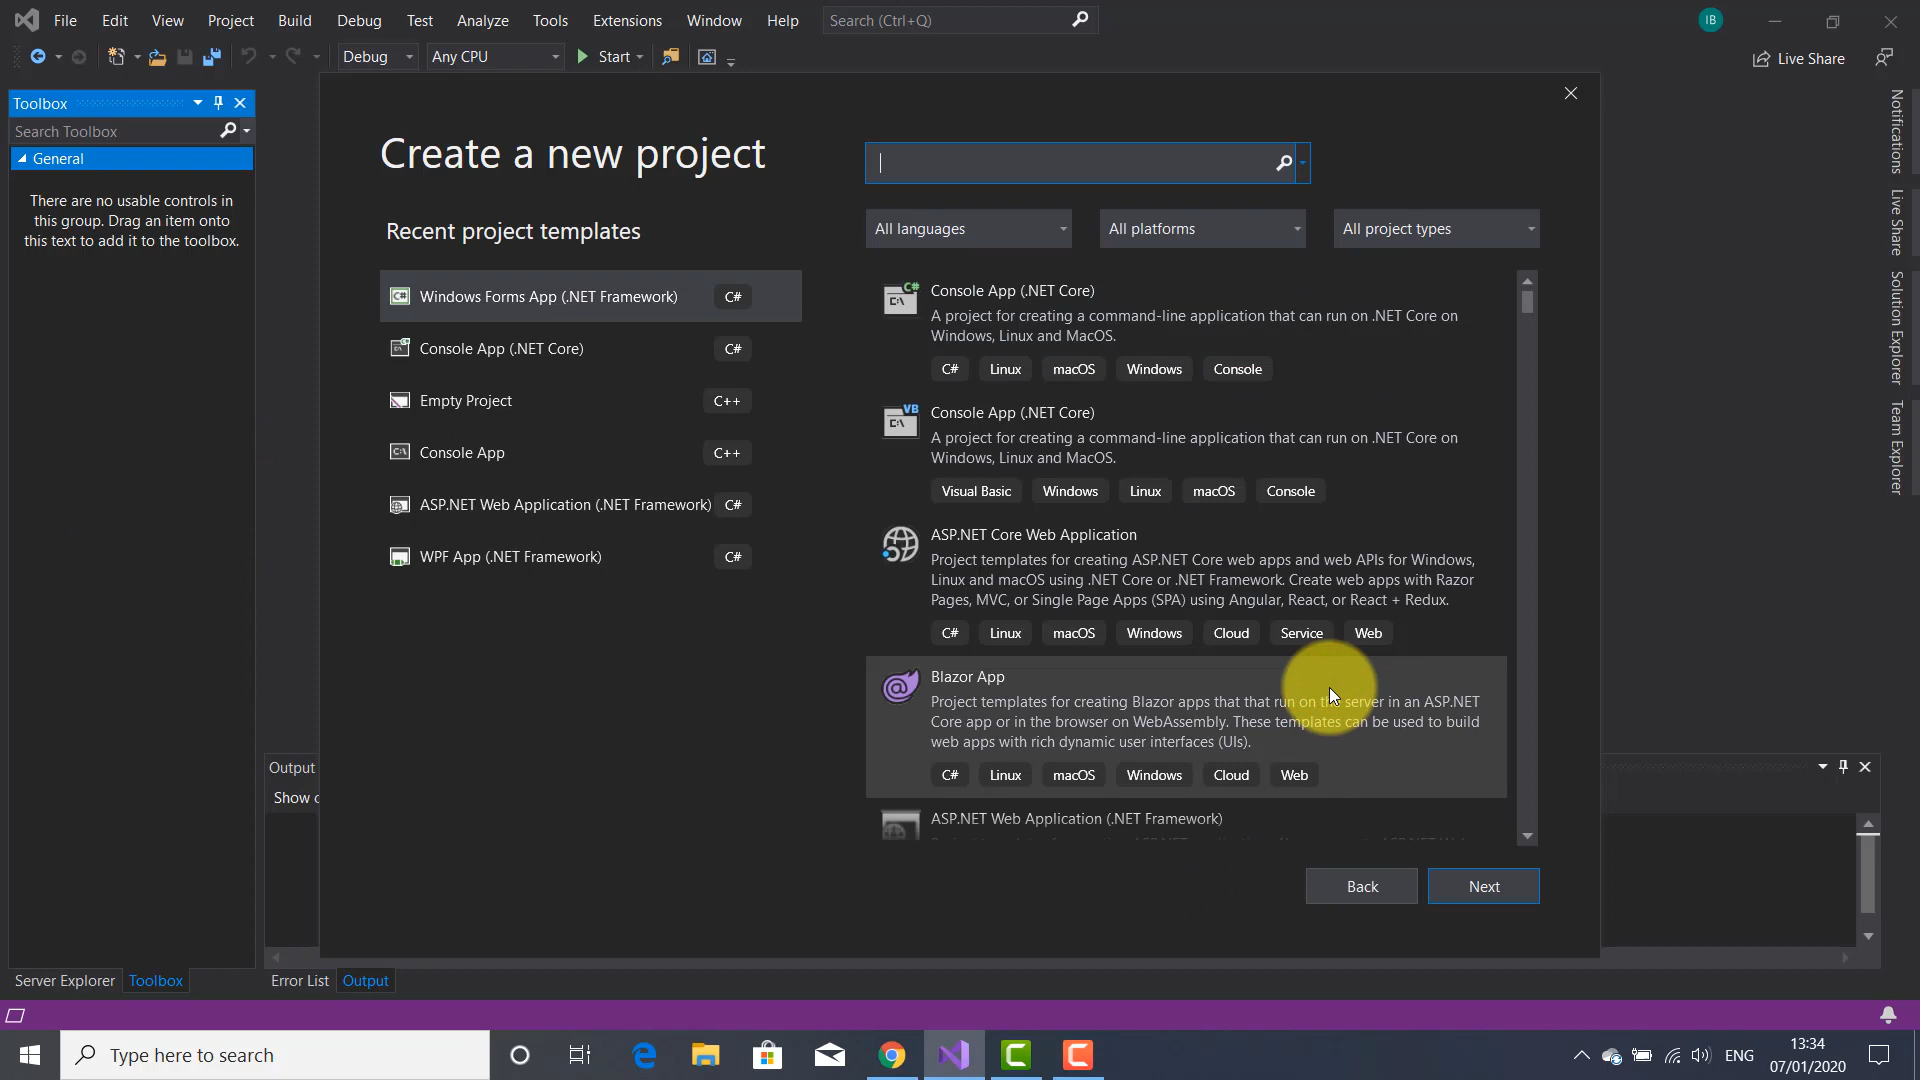 File Edit View Project Build Debug Test Analyze Tools Extensions Window Help Search (Ctrl+Q) IB
Debug Any CPU Start Live Share
Toolbox
Search Toolbox
General
There are no usable controls in
this group. Drag an item onto
this text to add it to the toolbox.
Create a new project
Recent project templates
Windows Forms App (.NET Framework) C#
Console App (.NET Core) C#
Empty Project C++
Console App C++
ASP.NET Web Application (.NET Framework) C#
WPF App (.NET Framework) C#
All languages All platforms All project types
Console App (.NET Core)
A project for creating a command-line application that can run on .NET Core on
Windows, Linux and MacOS.
C# Linux macOS Windows Console
Console App (.NET Core)
A project for creating a command-line application that can run on .NET Core on
Windows, Linux and MacOS.
Visual Basic Windows Linux macOS Console
ASP.NET Core Web Application
Project templates for creating ASP.NET Core web apps and web APIs for Windows,
Linux and macOS using .NET Core or .NET Framework. Create web apps with Razor
Pages, MVC, or Single Page Apps (SPA) using Angular, React, or React + Redux.
C# Linux macOS Windows Cloud Service Web
Blazor App
Project templates for creating Blazor apps that that run on the server in an ASP.NET
Core app or in the browser on WebAssembly. These templates can be used to build
web apps with rich dynamic user interfaces (UIs).
C# Linux macOS Windows Cloud Web
ASP.NET Web Application (.NET Framework)
Back Next
Notifications
Live Share
Solution Explorer
Team Explorer
Output
Show
Server Explorer Toolbox Error List Output
Type here to search
ENG
13:34
07/01/2020